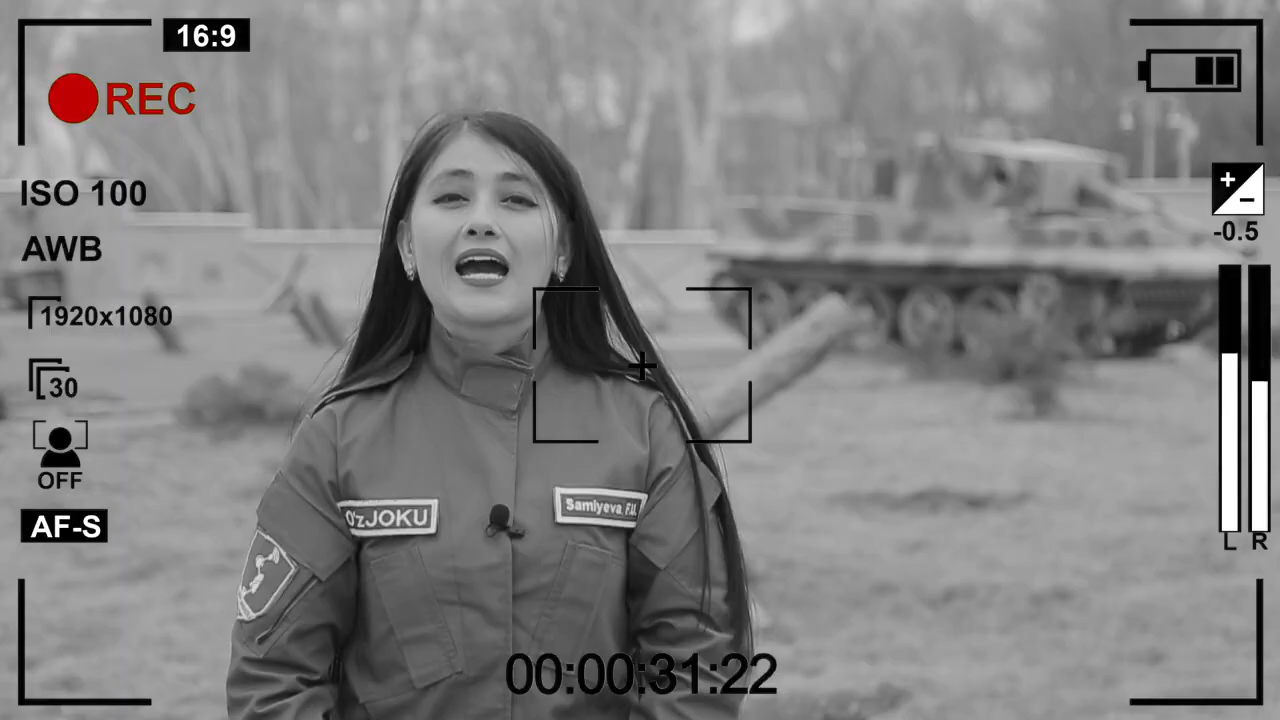 16:9
REC
ISO 100
AWB
1920x1080
30
OFF
AF-S
-0.5
L R
O'zJOKU
Samiyeva. F.U.
00:00:31:22